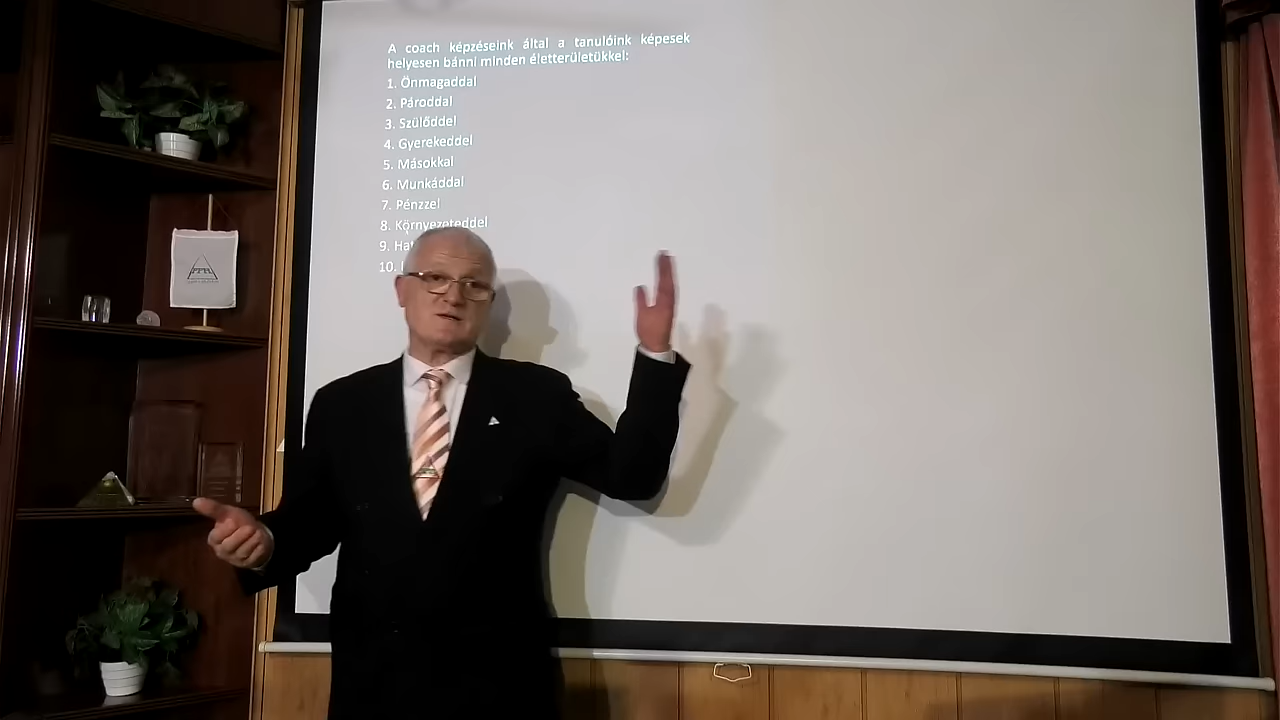 A coach képzéseink által a tanulóink képesek
helyesen bánni minden életterületükkel:
1. Önmagaddal
2. Pároddal
3. Szülőddel
4. Gyerekeddel
5. Másokkal
6. Munkáddal
7. Pénzzel
8. Környezeteddel
9.
10.